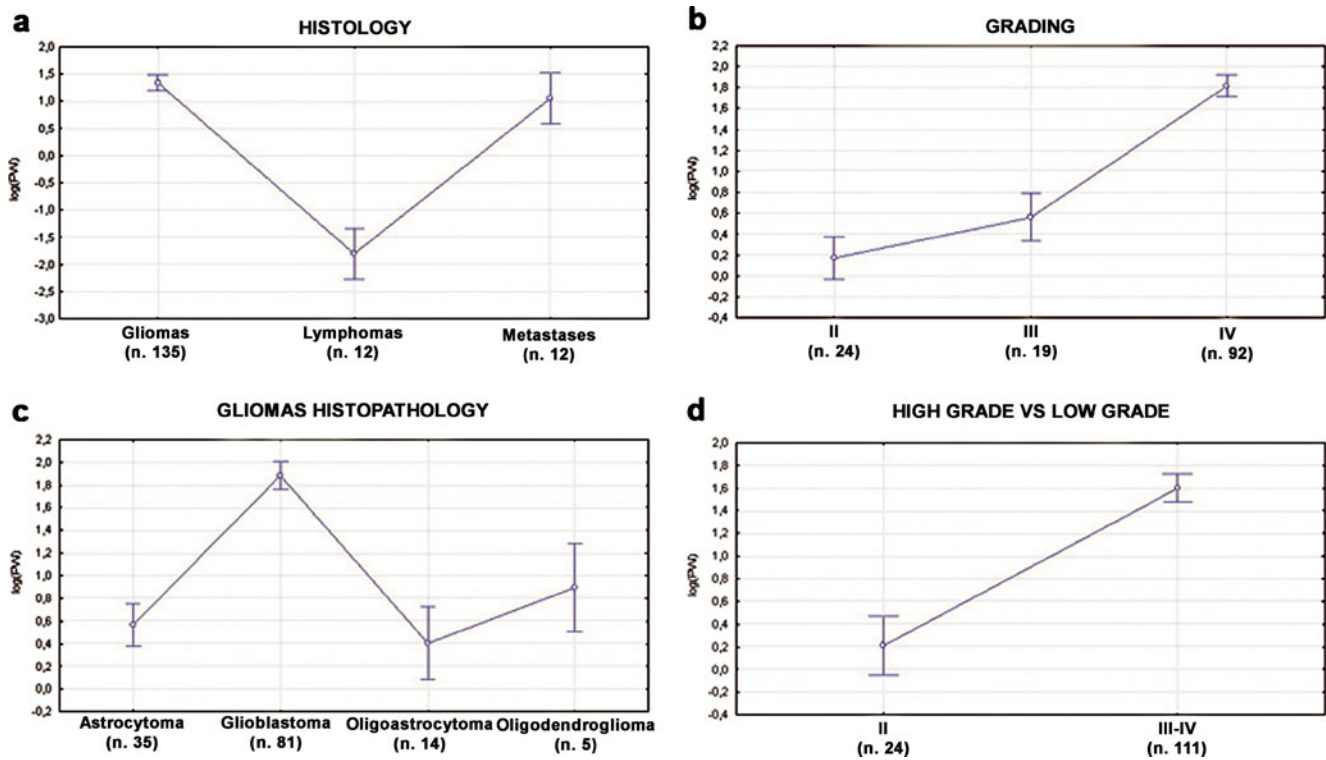 a
HISTOLOGY
2,0
1,5
1,0
0,5
0,0
-0,5
-1,0
-1,5
-2,0
-2,5
-3,0
log(PW)
Gliomas Lymphomas Metastases
(n. 135) (n. 12) (n. 12)
b
GRADING
2,2
2,0
1,8
1,6
1,4
1,2
1,0
0,8
0,6
0,4
0,2
0,0
-0,2
-0,4
log(PW)
II III IV
(n. 24) (n. 19) (n. 92)
c
GLIOMAS HISTOPATHOLOGY
2,2
2,0
1,8
1,6
1,4
1,2
1,0
0,8
0,6
0,4
0,2
0,0
-0,2
log(PW)
Astrocytoma Glioblastoma Oligoastrocytoma Oligodendroglioma
(n. 35) (n. 81) (n. 14) (n. 5)
d
HIGH GRADE VS LOW GRADE
2,0
1,8
1,6
1,4
1,2
1,0
0,8
0,6
0,4
0,2
0,0
-0,2
-0,4
log(PW)
II III-IV
(n. 24) (n. 111)